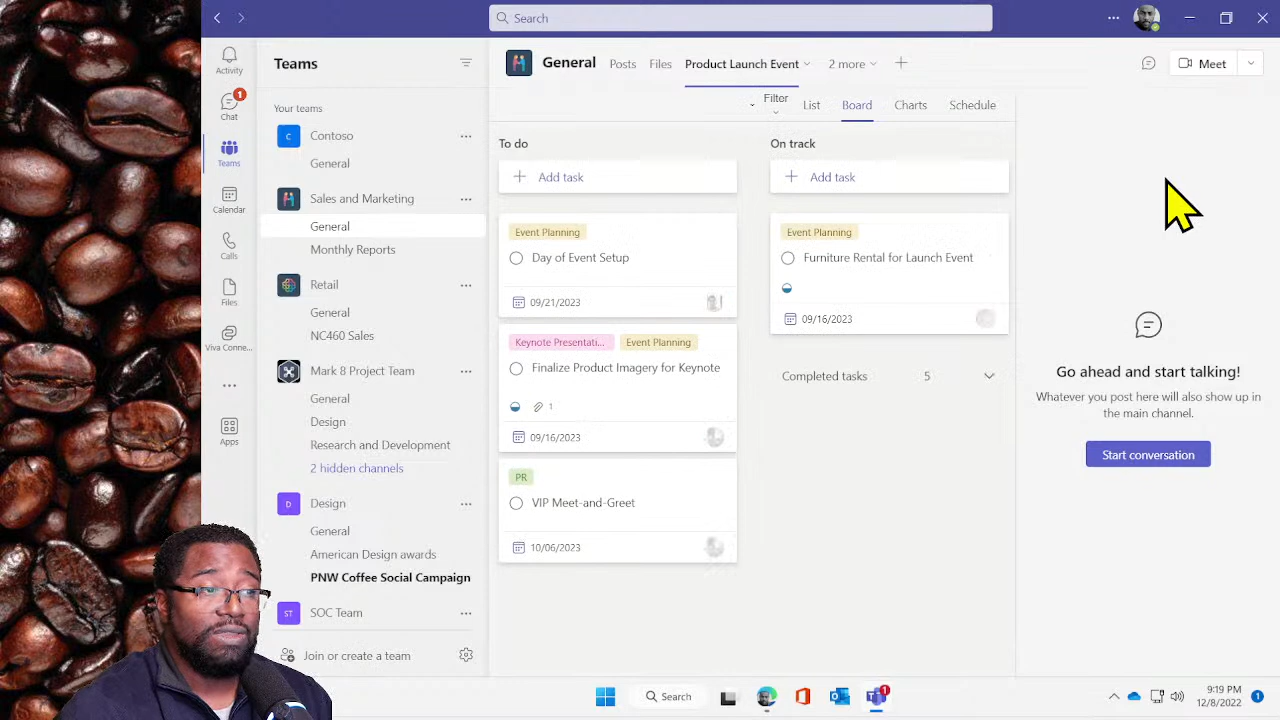 Search
Activity
Chat
1
Teams
Calendar
Calls
Files
Viva Conne...
Apps
Teams
Your teams
C
Contoso
General
Sales and Marketing
General
Monthly Reports
Retail
General
NC460 Sales
Mark 8 Project Team
General
Design
Research and Development
2 hidden channels
D
Design
General
American Design awards
PNW Coffee Social Campaign
ST
SOC Team
Join or create a team
General
Posts
Files
Product Launch Event
2 more
Meet
Filter
List
Board
Charts
Schedule
To do
Add task
Event Planning
Day of Event Setup
09/21/2023
Keynote Presentati...
Event Planning
Finalize Product Imagery for Keynote
1
09/16/2023
PR
VIP Meet-and-Greet
10/06/2023
On track
Add task
Event Planning
Furniture Rental for Launch Event
09/16/2023
Completed tasks 5
Go ahead and start talking!
Whatever you post here will also show up in
the main channel.
Start conversation
Search
1
9:19 PM
12/8/2022
1